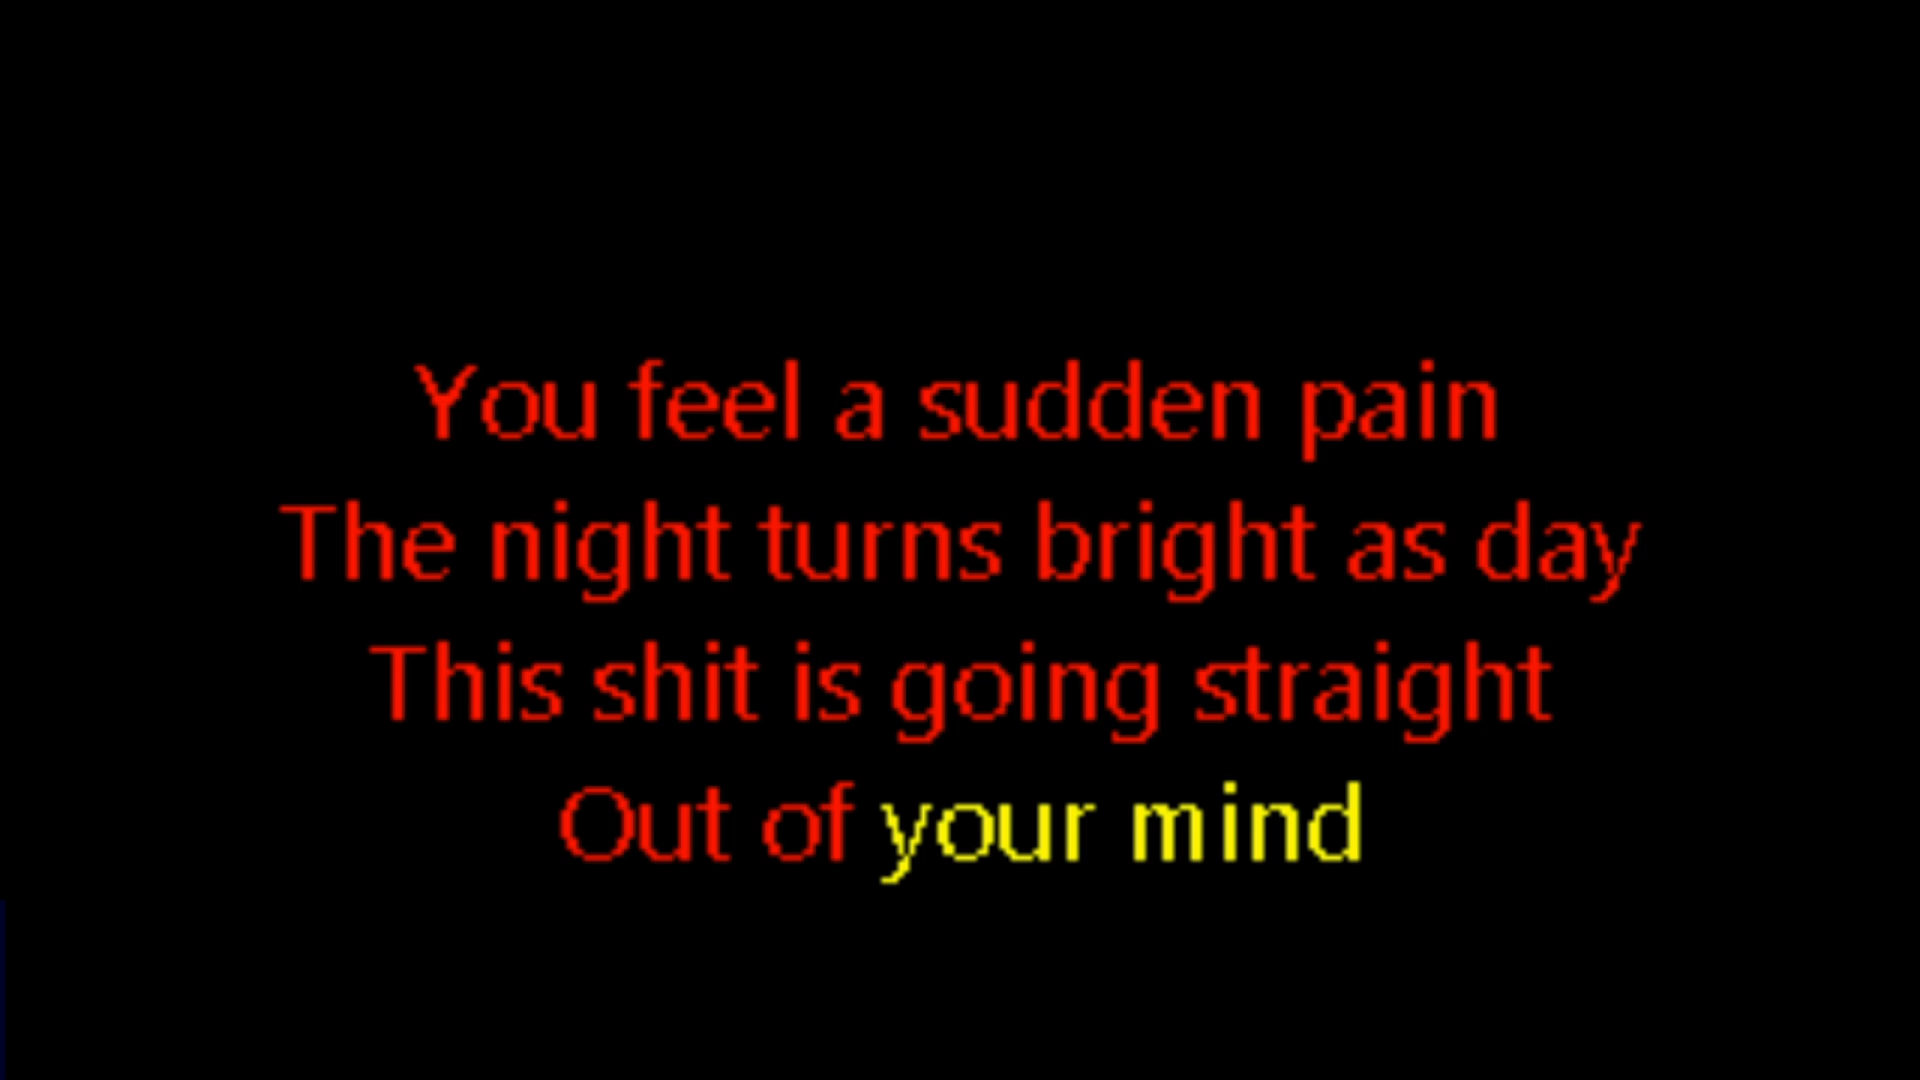 You feel a sudden pain
The night turns bright as day
This shit is going straight
Out of your mind